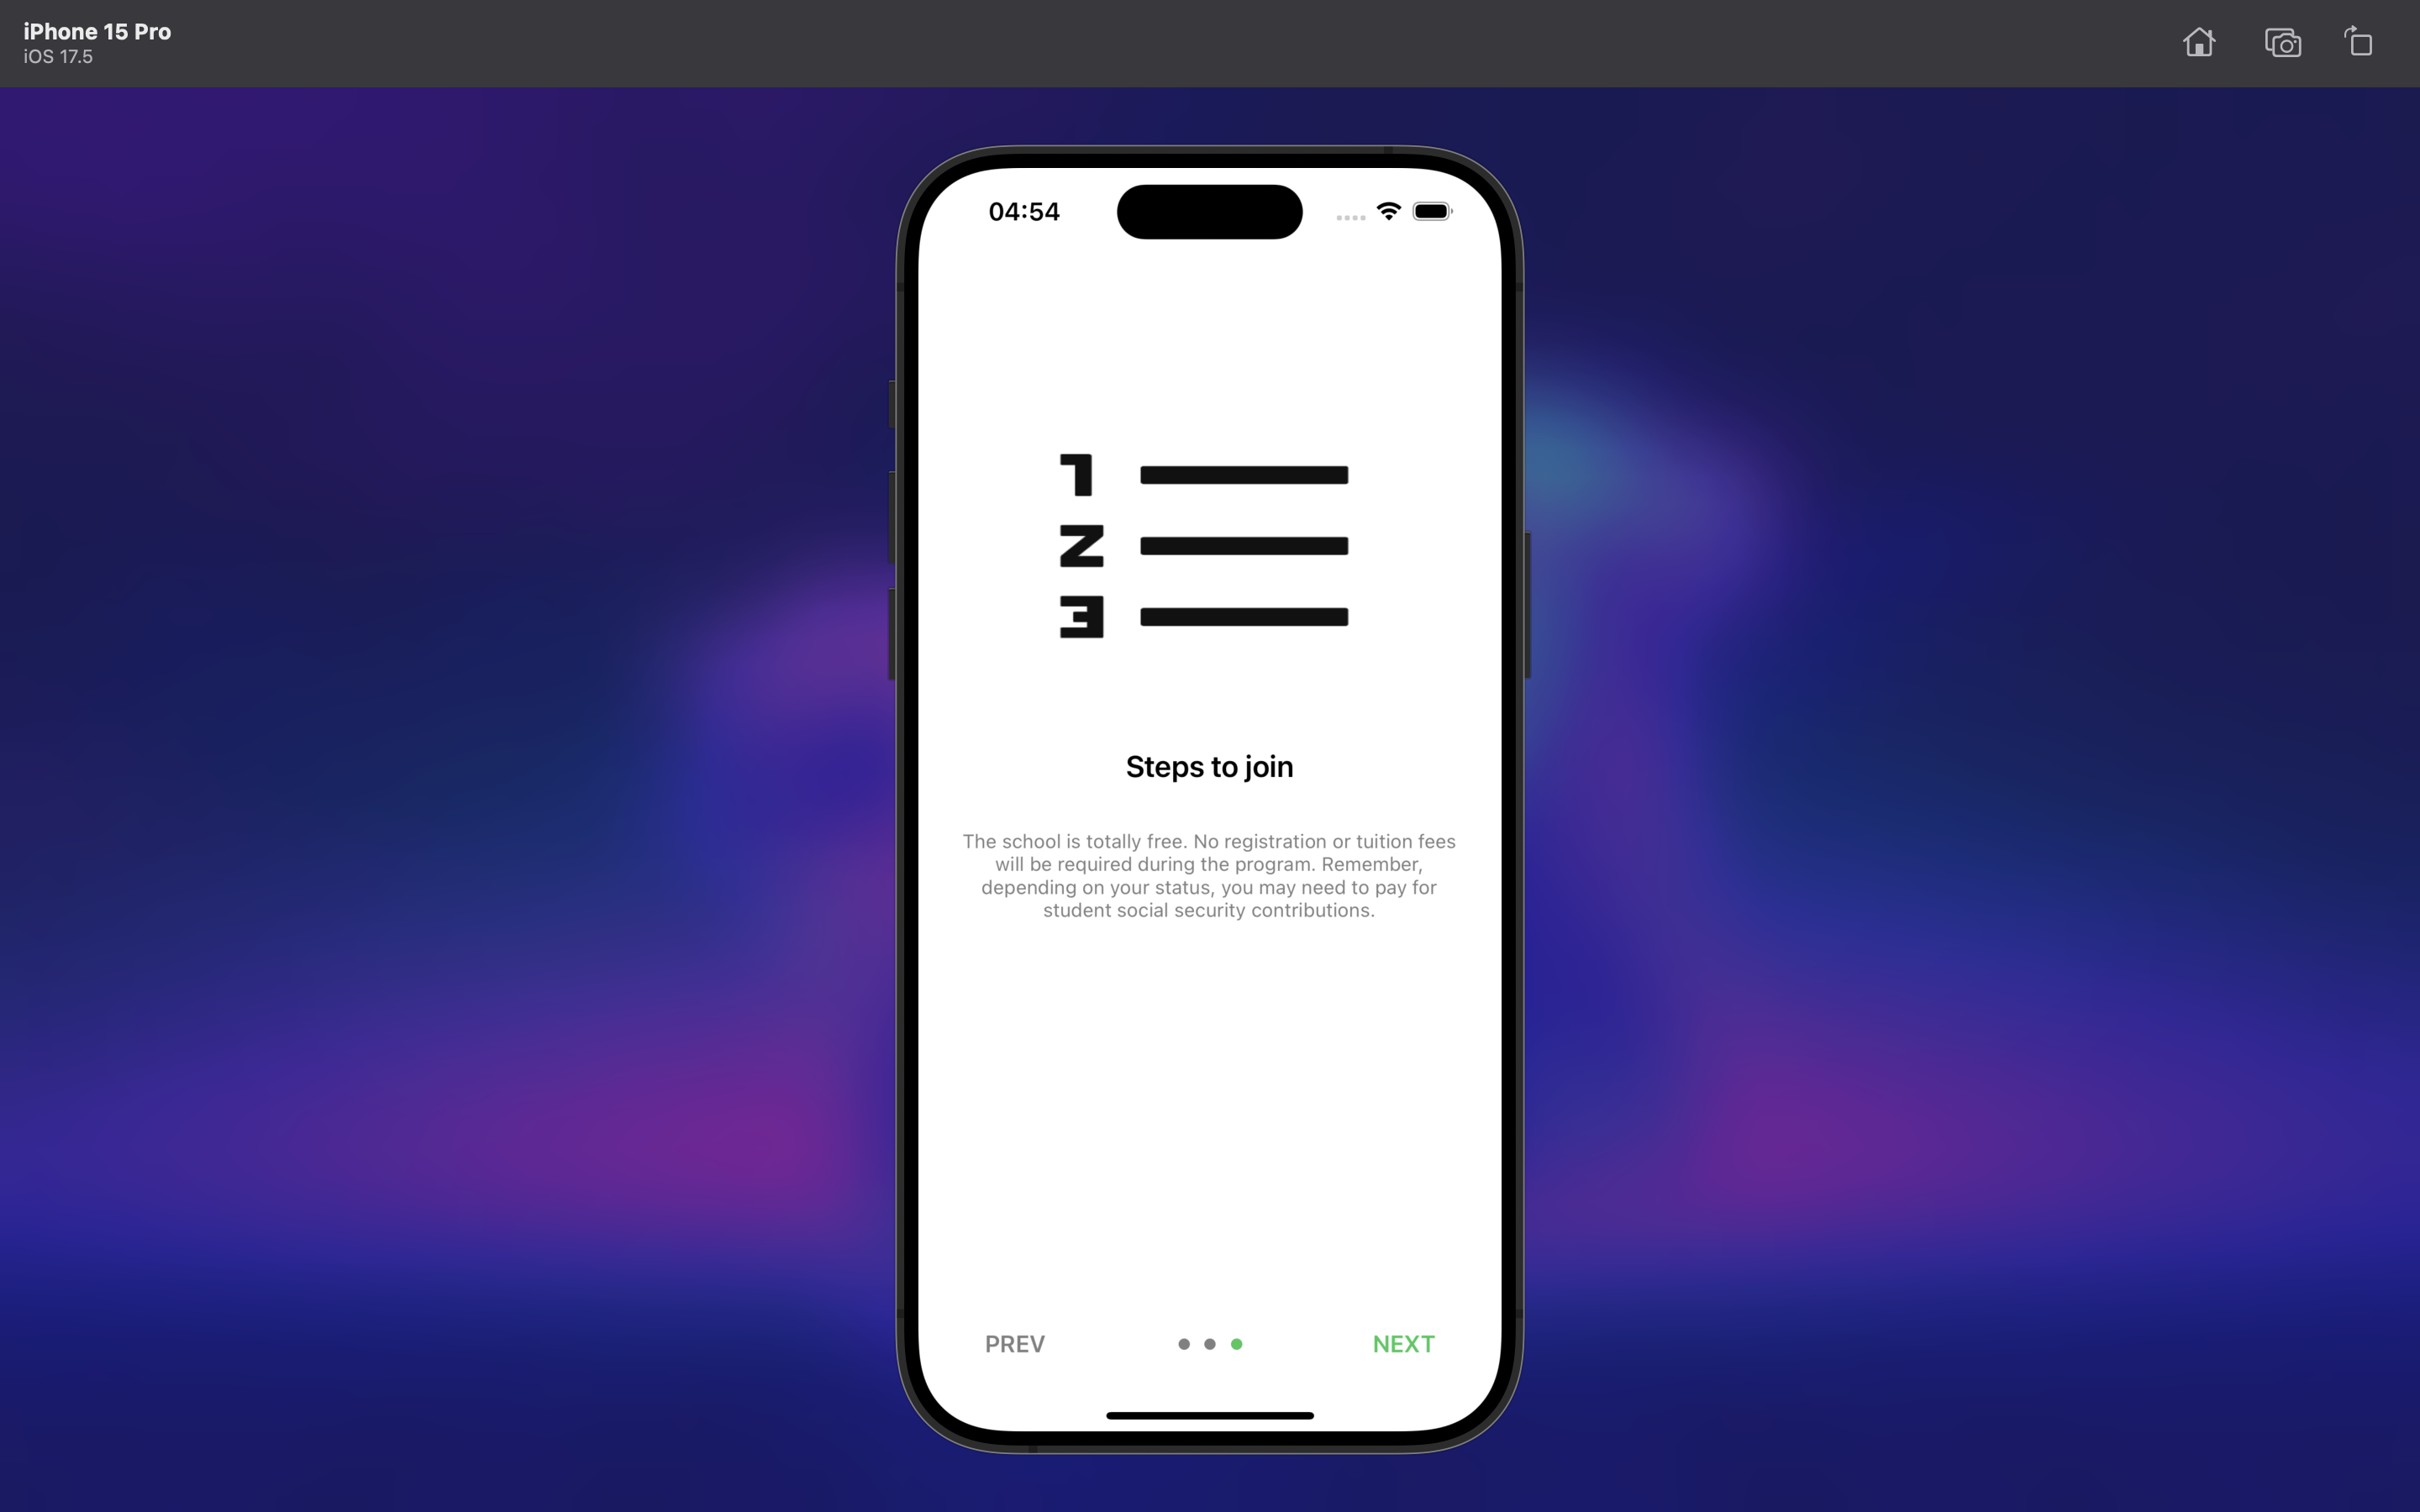 iPhone 15 Pro
iOS 17.5
04:54
1
2
3
Steps to join
The school is totally free. No registration or tuition fees
will be required during the program. Remember,
depending on your status, you may need to pay for
student social security contributions.
PREV
NEXT